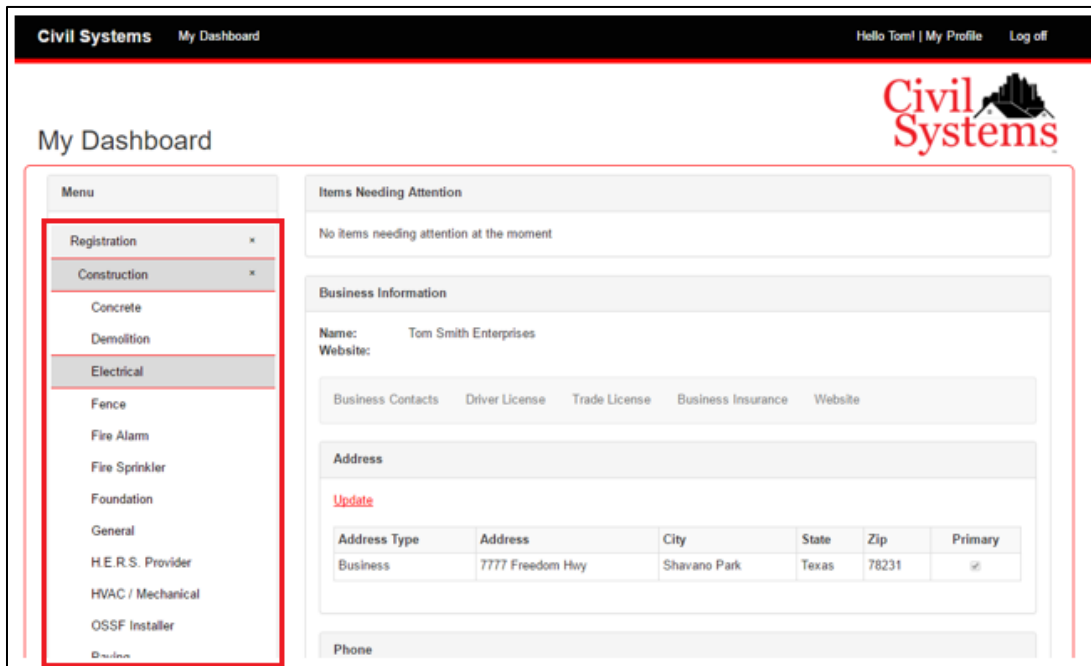 Civil Systems My Dashboard Hello Tom! | My Profile Log off
Civil
Systems
My Dashboard
Menu
Registration ×
Construction ×
Concrete
Demolition
Electrical
Fence
Fire Alarm
Fire Sprinkler
Foundation
General
H.E.R.S. Provider
HVAC / Mechanical
OSSF Installer
Paving
Items Needing Attention
No items needing attention at the moment
Business Information
Name: Tom Smith Enterprises
Website:
Business Contacts Driver License Trade License Business Insurance Website
Address
Update
Address Type Address City State Zip Primary
Business 7777 Freedom Hwy Shavano Park Texas 78231
Phone